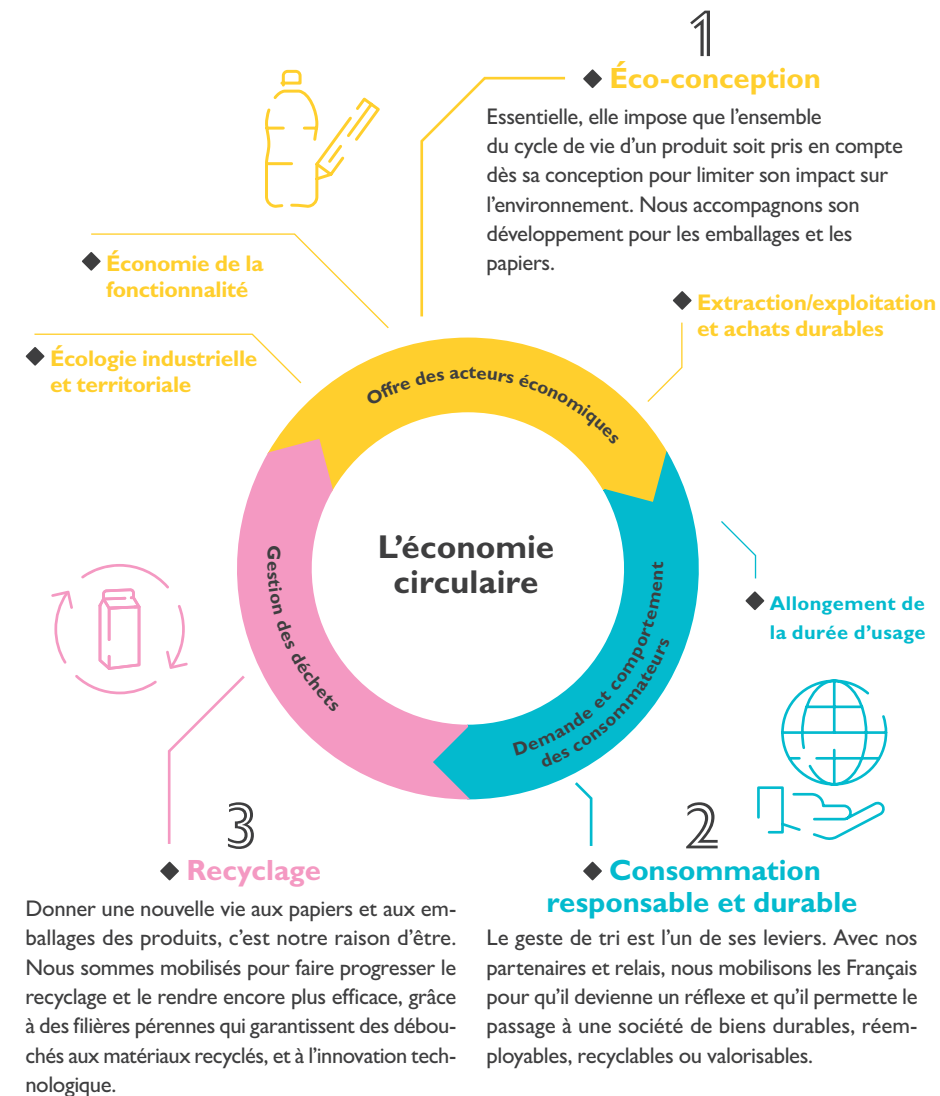 1
◆ Éco-conception
Essentielle, elle impose que l’ensemble
du cycle de vie d’un produit soit pris en compte
dès sa conception pour limiter son impact sur
l’environnement. Nous accompagnons son
développement pour les emballages et les
papiers.
◆ Économie de la
fonctionnalité
◆ Extraction/exploitation
et achats durables
◆ Écologie industrielle
et territoriale
Offre des acteurs économiques
L’économie
circulaire
Gestion des déchets
Demande et comportement
des consommateurs
◆ Allongement de
la durée d’usage
3
◆ Recyclage
Donner une nouvelle vie aux papiers et aux em-
ballages des produits, c’est notre raison d’être.
Nous sommes mobilisés pour faire progresser le
recyclage et le rendre encore plus efficace, grâce
à des filières pérennes qui garantissent des débou-
chés aux matériaux recyclés, et à l’innovation tech-
nologique.
2
◆ Consommation
responsable et durable
Le geste de tri est l’un de ses leviers. Avec nos
partenaires et relais, nous mobilisons les Français
pour qu’il devienne un réflexe et qu’il permette le
passage à une société de biens durables, réem-
ployables, recyclables ou valorisables.